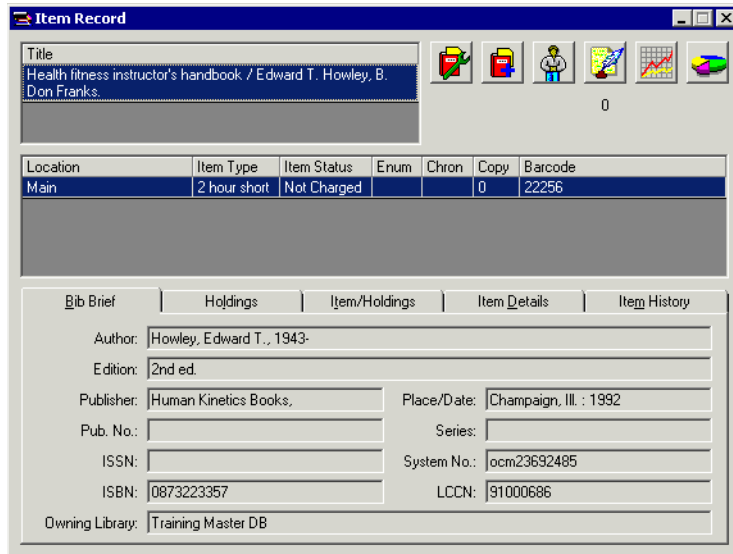 Item Record
Title
Health fitness instructor's handbook / Edward T. Howley, B.
Don Franks.
0
Location Item Type Item Status Enum Chron Copy Barcode
Main 2 hour short Not Charged 0 22256
Bib Brief Holdings Item/Holdings Item Details Item History
Author: Howley, Edward T., 1943-
Edition: 2nd ed.
Publisher: Human Kinetics Books, Place/Date: Champaign, Ill. : 1992
Pub. No.: Series:
ISSN: System No.: ocm23692485
ISBN: 0873223357 LCCN: 91000686
Owning Library: Training Master DB